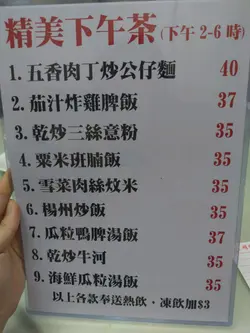 精美下午茶(下午2-6時)
1. 五香肉丁炒公仔麵 40
2. 茄汁炸雞脾飯 37
3. 乾炒三絲意粉 35
4. 粟米班腩飯 35
5. 雪菜肉絲炆米 35
6. 楊州炒飯 35
7. 瓜粒鴨脾湯飯 37
8. 乾炒牛河 35
9. 海鮮瓜粒湯飯 35
以上各款奉送熱飲、凍飲加$3